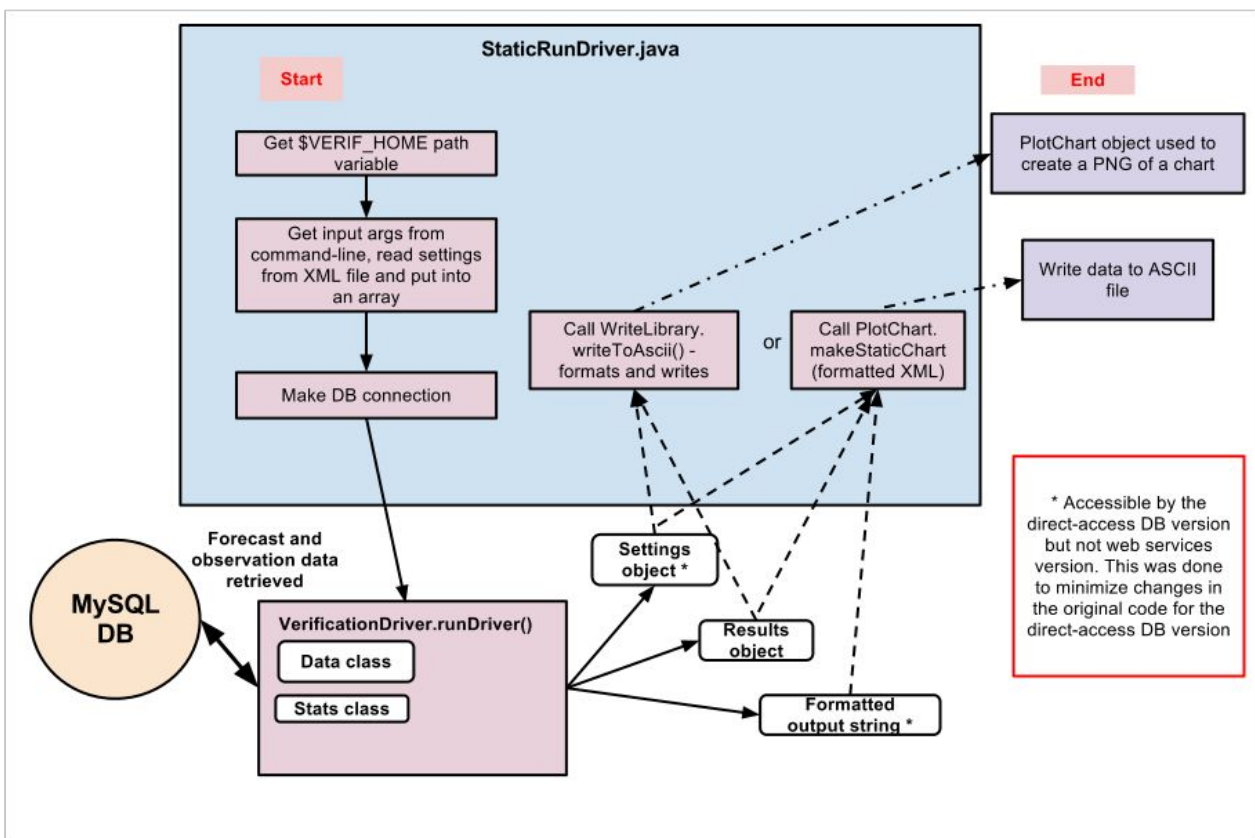 StaticRunDriver.java
Start
End
Get $VERIF_HOME path
variable
PlotChart object used to
create a PNG of a chart
Get input args from
command-line, read settings
from XML file and put into
an array
Write data to ASCII
file
Call WriteLibrary.
writeToAscii() -
formats and writes
or
Call PlotChart.
makeStaticChart
(formatted XML)
Make DB connection
* Accessible by the
direct-access DB version
but not web services
version. This was done
to minimize changes in
the original code for the
direct-access DB version
Forecast and
observation data
retrieved
Settings
object *
MySQL
DB
VerificationDriver.runDriver()
Data class
Stats class
Results
object
Formatted
output string *